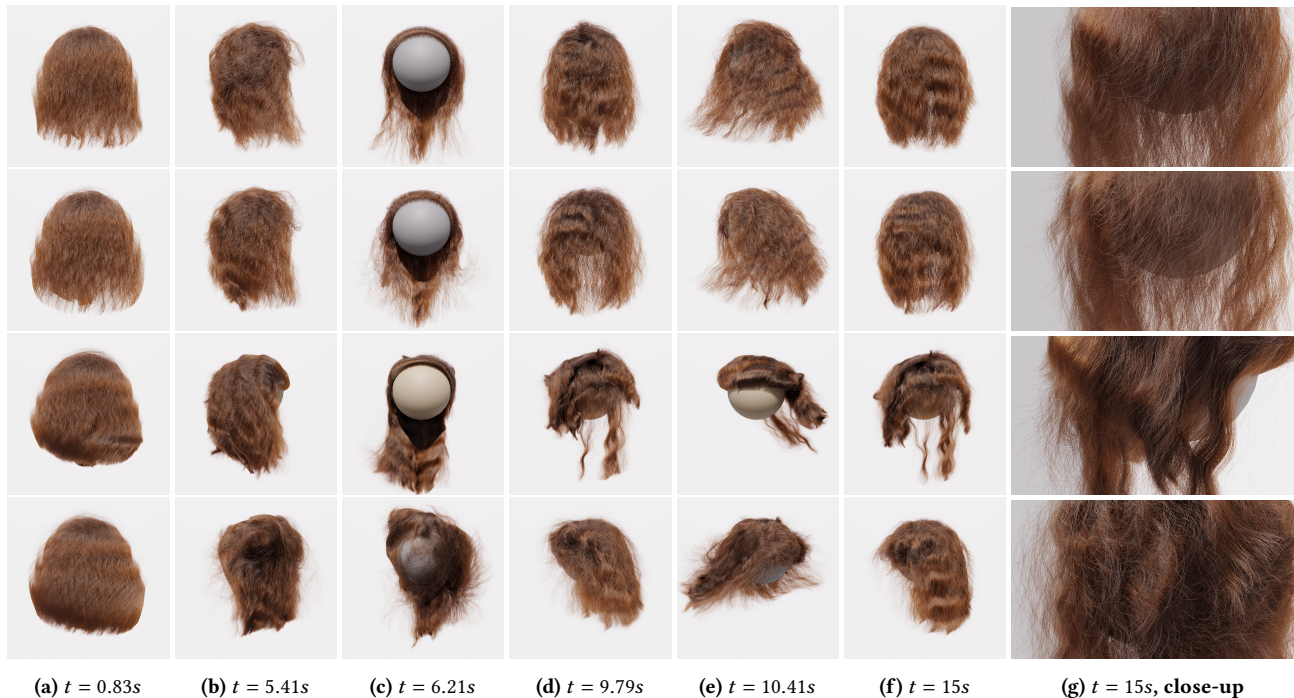 (a) t = 0.83s (b) t = 5.41s (c) t = 6.21s (d) t = 9.79s (e) t = 10.41s (f) t = 15s (g) t = 15s, close-up